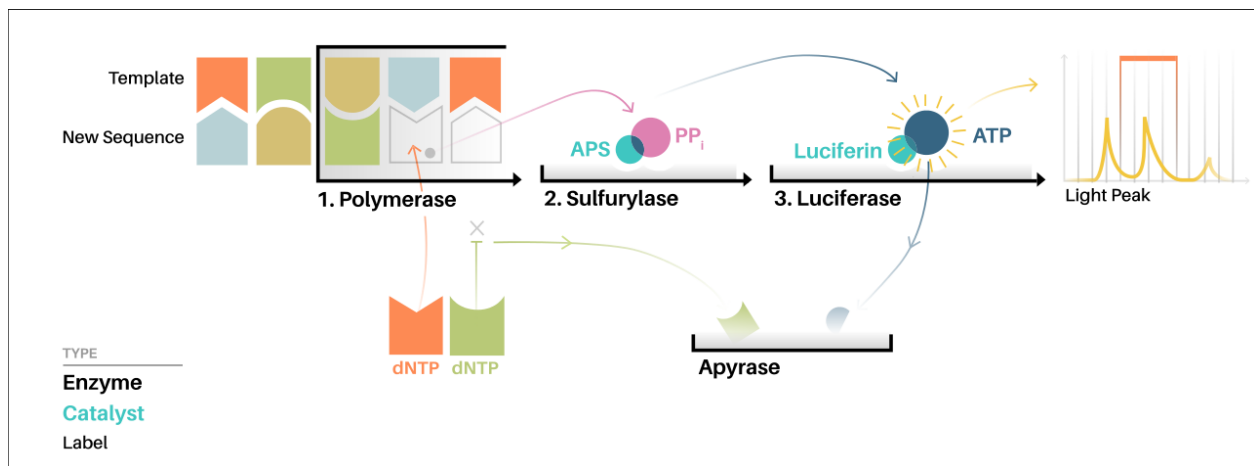 Template
New Sequence
APS
PPi
Luciferin
ATP
1. Polymerase
2. Sulfurylase
3. Luciferase
Light Peak
dNTP
dNTP
Apyrase
TYPE
Enzyme
Catalyst
Label